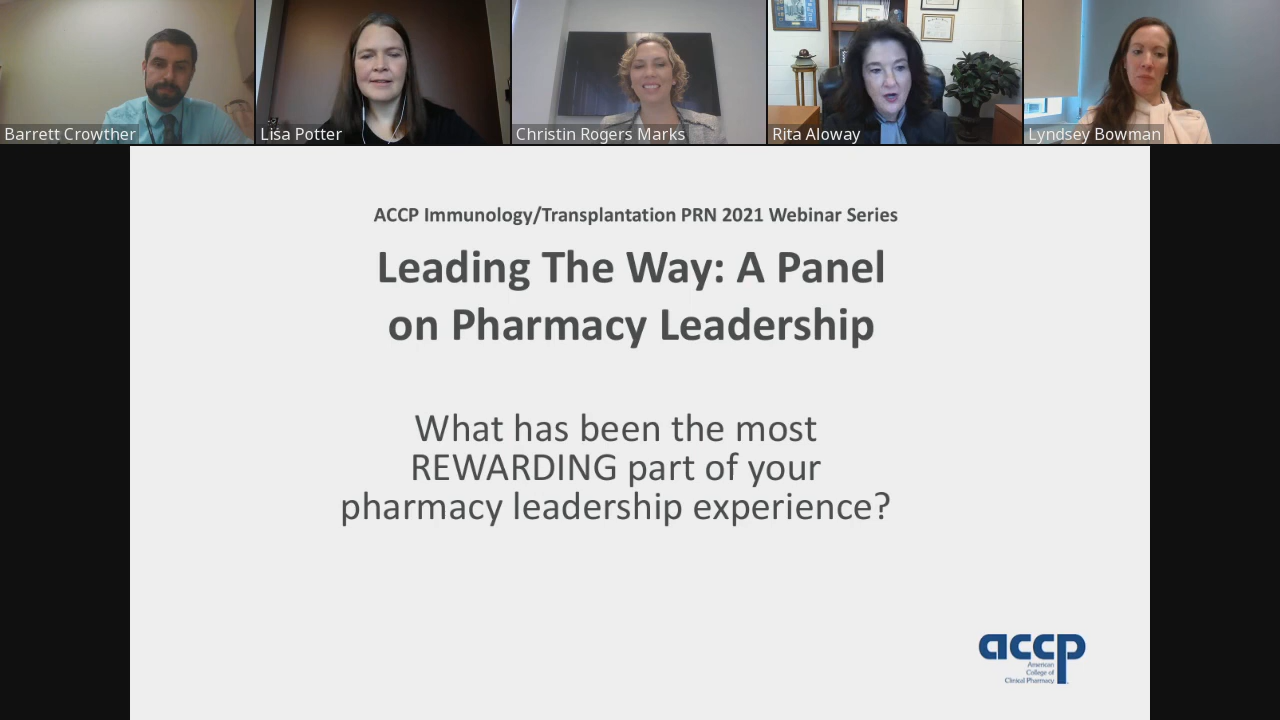 Barrett Crowther
Lisa Potter
Christin Rogers Marks
Rita Aloway
Lyndsey Bowman
ACCP Immunology/Transplantation PRN 2021 Webinar Series
Leading The Way: A Panel
on Pharmacy Leadership
What has been the most
REWARDING part of your
pharmacy leadership experience?
accp
American
College of
Clinical Pharmacy